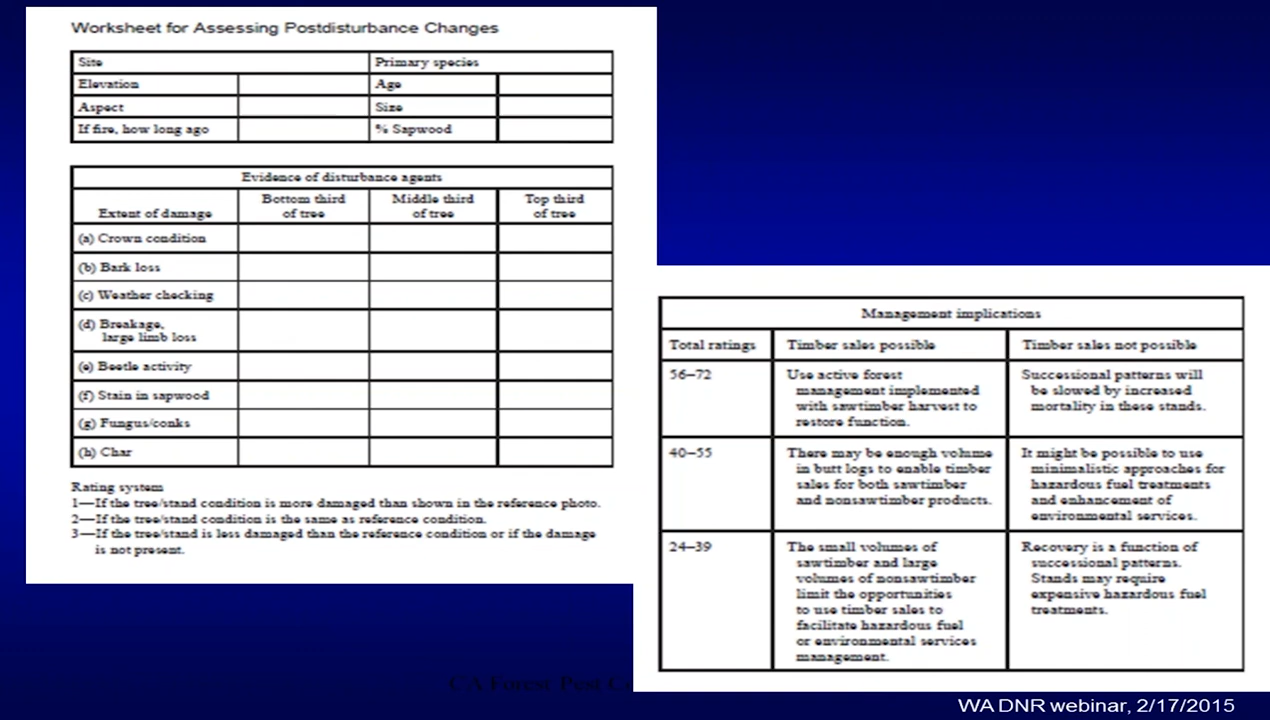 Worksheet for Assessing Postdisturbance Changes
Site Primary species
Elevation Age
Aspect Size
If fire, how long ago % Sapwood
Evidence of disturbance agents
Extent of damage
Bottom third
of tree
Middle third
of tree
Top third
of tree
(a) Crown condition
(b) Bark loss
(c) Weather checking
(d) Breakage,
large limb loss
(e) Beetle activity
(f) Stain in sapwood
(g) Fungus/conks
(h) Char
Rating system
1—If the tree/stand condition is more damaged than shown in the reference photo.
2—If the tree/stand condition is the same as reference condition.
3—If the tree/stand is less damaged than the reference condition or if the damage
is not present.
Management implications
Total ratings Timber sales possible Timber sales not possible
56–72
Use active forest
management implemented
with sawtimber harvest to
restore function.
Successional patterns will
be slowed by increased
mortality in these stands.
40–55
There may be enough volume
in butt logs to enable timber
sales for both sawtimber
and nonsawtimber products.
It might be possible to use
minimalistic approaches for
hazardous fuel treatments
and enhancement of
environmental services.
24–39
The small volumes of
sawtimber and large
volumes of nonsawtimber
limit the opportunities
to use timber sales to
facilitate hazardous fuel
or environmental services
management.
Recovery is a function of
successional patterns.
Stands may require
expensive hazardous fuel
treatments.
CA Forest Pest
WA DNR webinar, 2/17/2015